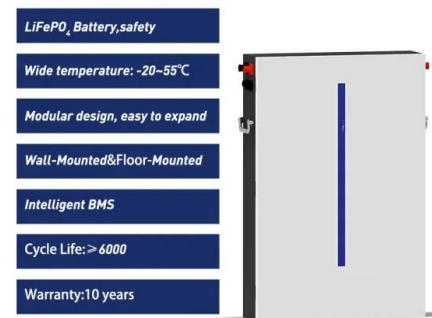 LiFePO₄ Battery,safety
Wide temperature: -20~55℃
Modular design, easy to expand
Wall-Mounted&Floor-Mounted
Intelligent BMS
Cycle Life:≥6000
Warranty:10 years